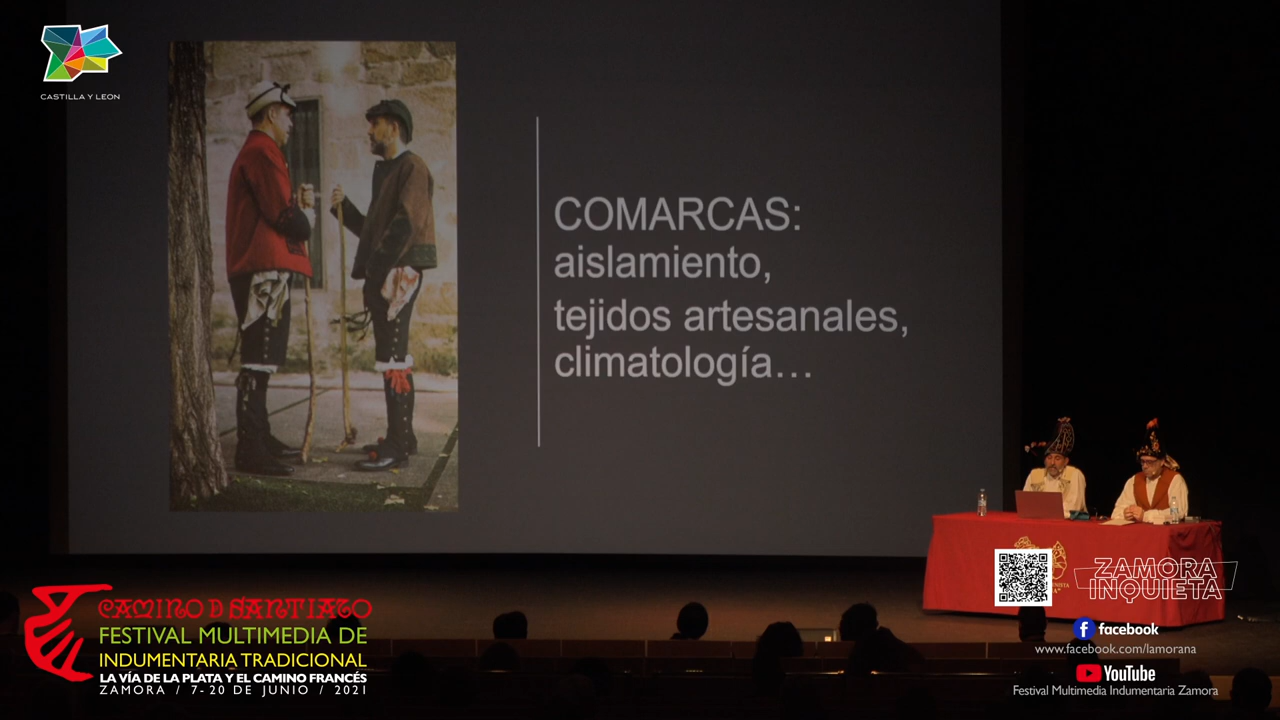 CASTILLA Y LEON
COMARCAS:
aislamiento,
tejidos artesanales,
climatología...
CAMINO D SANTIAGO
FESTIVAL MULTIMEDIA DE
INDUMENTARIA TRADICIONAL
LA VÍA DE LA PLATA Y EL CAMINO FRANCÉS
ZAMORA / 7-20 DE JUNIO / 2021
ZAMORA
INQUIETA
facebook
www.facebook.com/lamorana
YouTube
Festival Multimedia Indumentaria Zamora